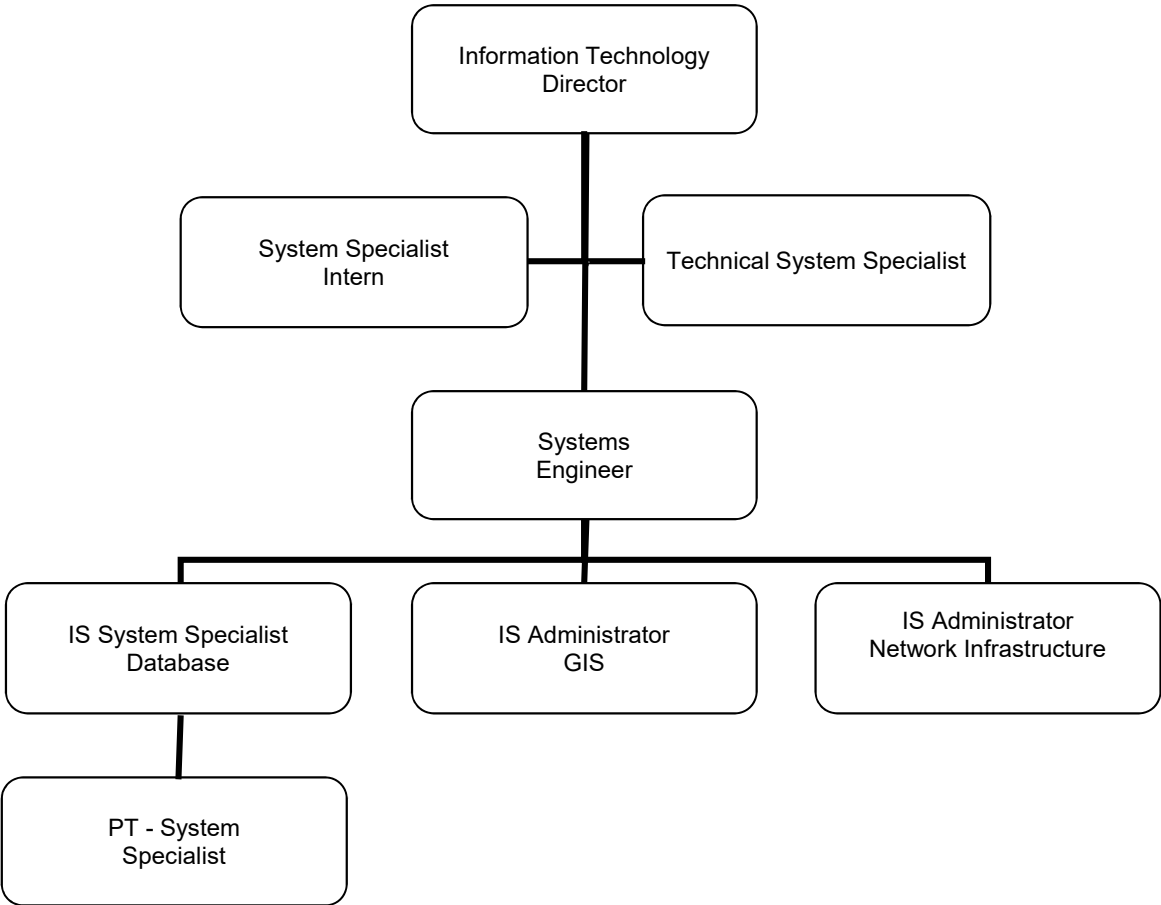 Information Technology
Director
System Specialist
Intern
Technical System Specialist
Systems
Engineer
IS System Specialist
Database
IS Administrator
GIS
IS Administrator
Network Infrastructure
PT - System
Specialist